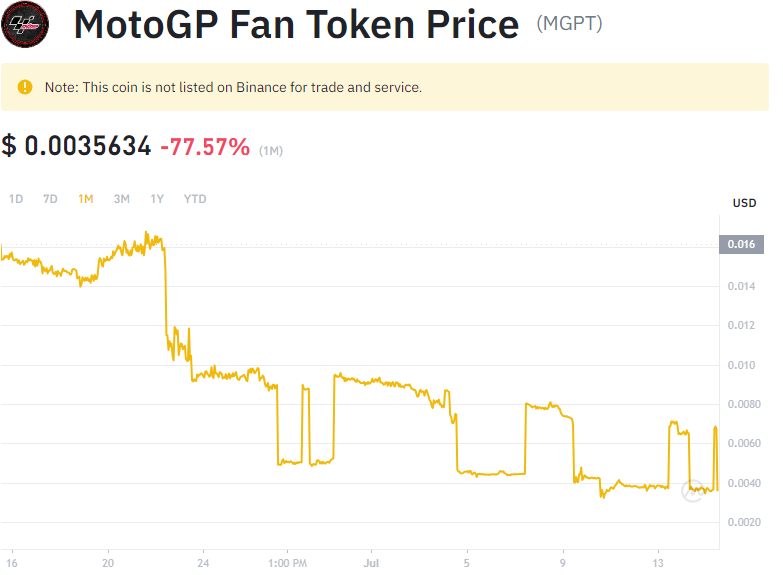 MotoGP Fan Token Price (MGPT)
Note: This coin is not listed on Binance for trade and service.
$ 0.0035634 -77.57% (1M)
1D 7D 1M 3M 1Y YTD
USD
0.016
0.014
0.012
0.010
0.0080
0.0060
0.0040
0.0020
16 20 24 1:00 PM Jul 5 9 13